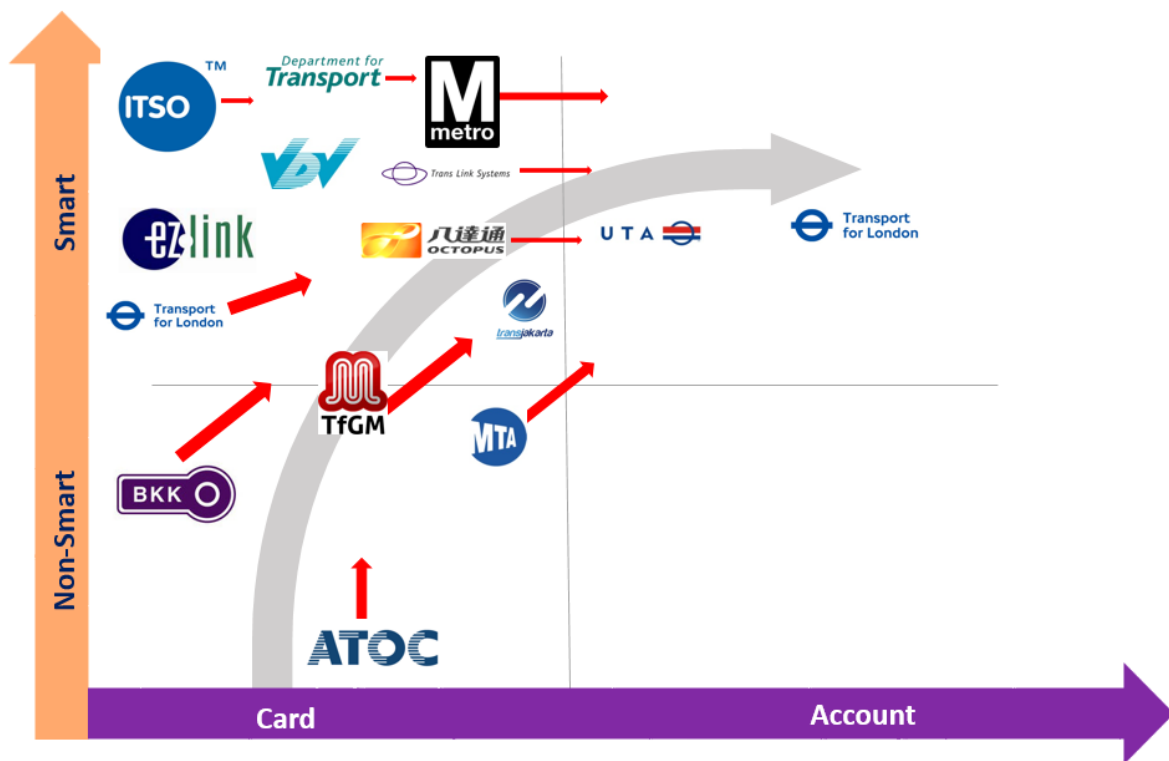 ITSO
TM
Department for
Transport
M
metro
VDV
Trans Link Systems
ez-link
八達通
OCTOPUS
UTA
Transport
for London
Transport
for London
transjakarta
TfGM
MTA
BKK
ATOC
Smart
Non-Smart
Card
Account